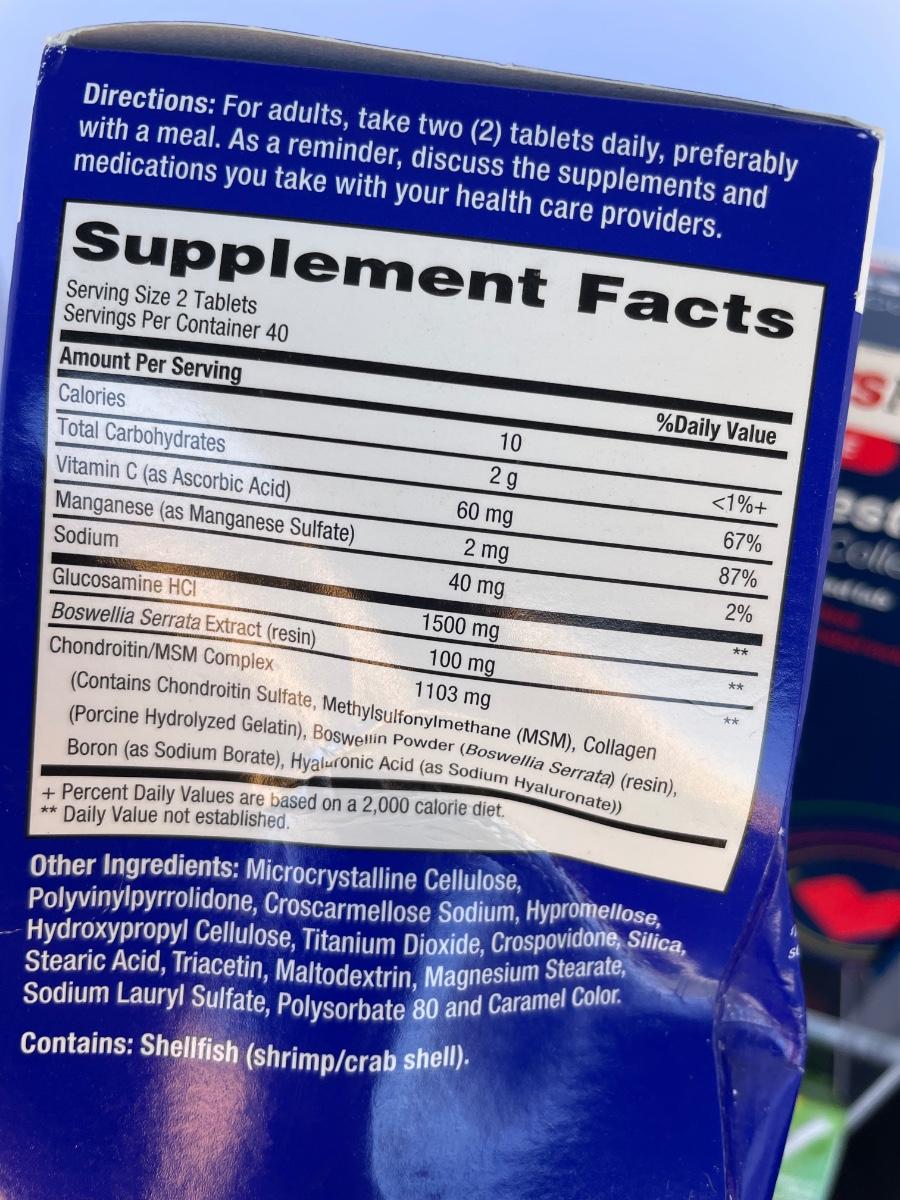 Directions: For adults, take two (2) tablets daily, preferably
with a meal. As a reminder, discuss the supplements and
medications you take with your health care providers.
Supplement Facts
Serving Size 2 Tablets
Servings Per Container 40
Amount Per Serving %Daily Value
Calories 10
Total Carbohydrates 2 g <1%+
Vitamin C (as Ascorbic Acid) 60 mg 67%
Manganese (as Manganese Sulfate) 2 mg 87%
Sodium 40 mg 2%
Glucosamine HCl 1500 mg **
Boswellia Serrata Extract (resin) 100 mg **
Chondroitin/MSM Complex 1103 mg **
(Contains Chondroitin Sulfate, Methylsulfonylmethane (MSM), Collagen
(Porcine Hydrolyzed Gelatin), Boswellin Powder (Boswellia Serrata) (resin),
Boron (as Sodium Borate), Hyaluronic Acid (as Sodium Hyaluronate))
+ Percent Daily Values are based on a 2,000 calorie diet.
** Daily Value not established.
Other Ingredients: Microcrystalline Cellulose,
Polyvinylpyrrolidone, Croscarmellose Sodium, Hypromellose,
Hydroxypropyl Cellulose, Titanium Dioxide, Crospovidone, Silica,
Stearic Acid, Triacetin, Maltodextrin, Magnesium Stearate,
Sodium Lauryl Sulfate, Polysorbate 80 and Caramel Color.
Contains: Shellfish (shrimp/crab shell).